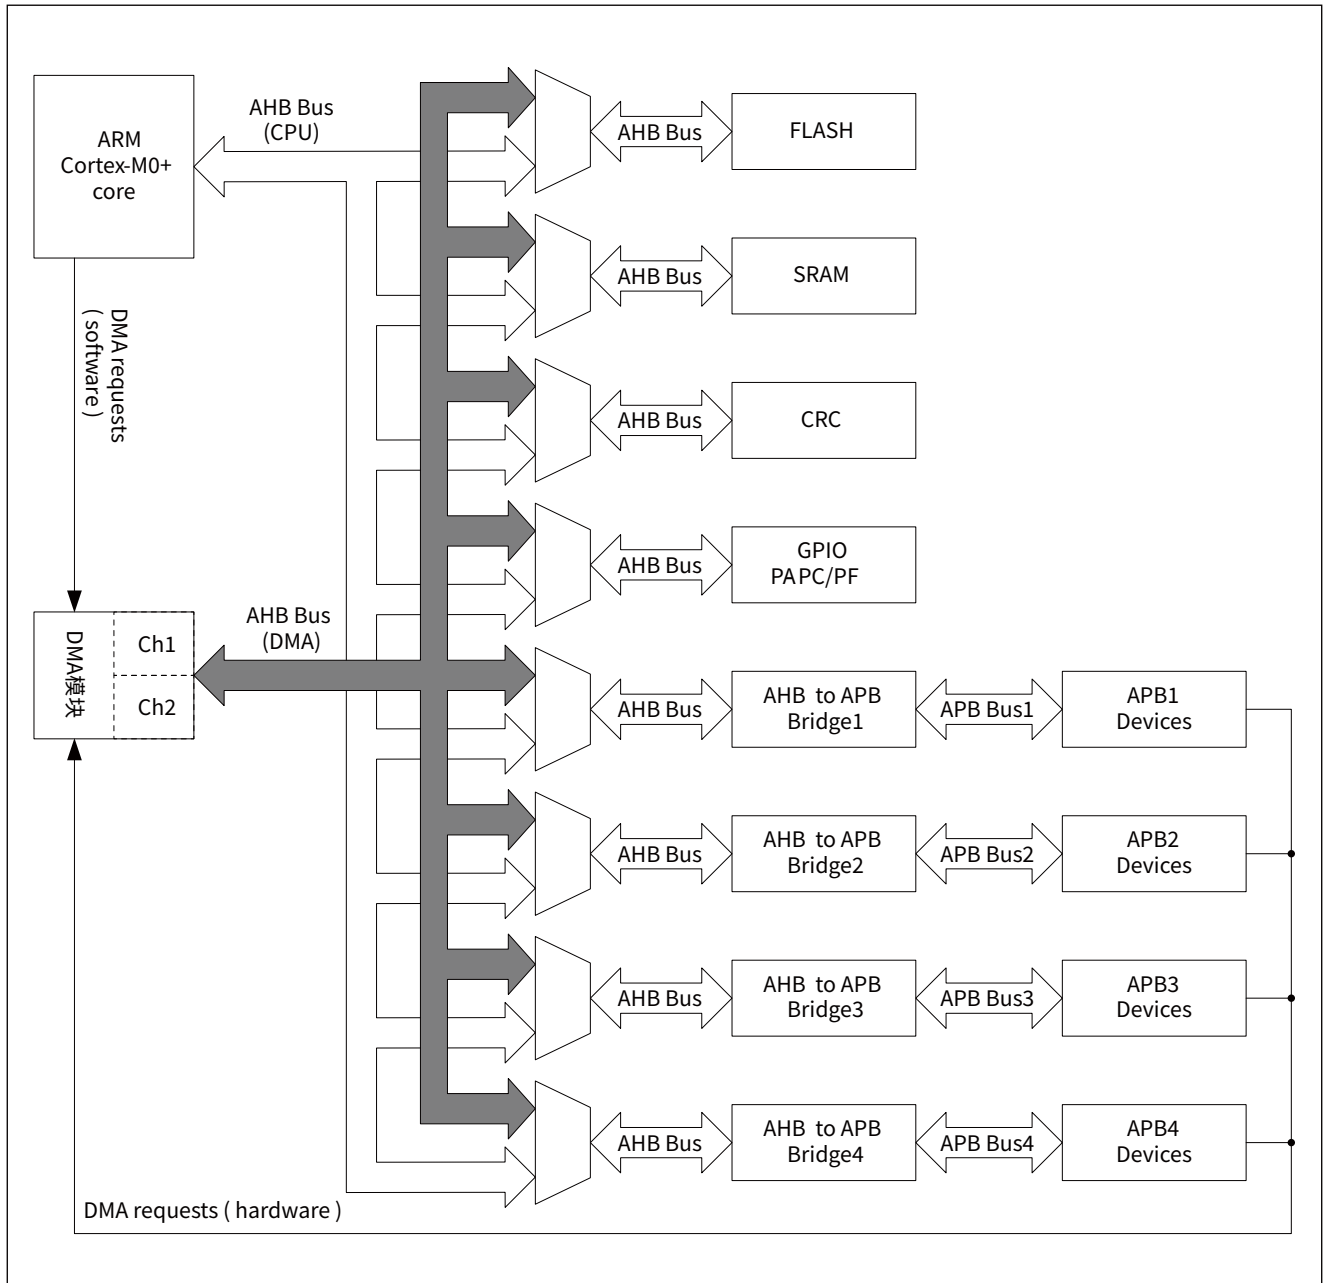 AHB Bus
(CPU)
ARM
Cortex-M0+
core
AHB Bus
FLASH
AHB Bus
SRAM
DMA requests
( software )
AHB Bus
CRC
AHB Bus
GPIO
PAPC/PF
AHB Bus
(DMA)
DMA模块
Ch1
Ch2
AHB Bus
AHB to APB
Bridge1
APB Bus1
APB1
Devices
AHB Bus
AHB to APB
Bridge2
APB Bus2
APB2
Devices
AHB Bus
AHB to APB
Bridge3
APB Bus3
APB3
Devices
AHB Bus
AHB to APB
Bridge4
APB Bus4
APB4
Devices
DMA requests ( hardware )